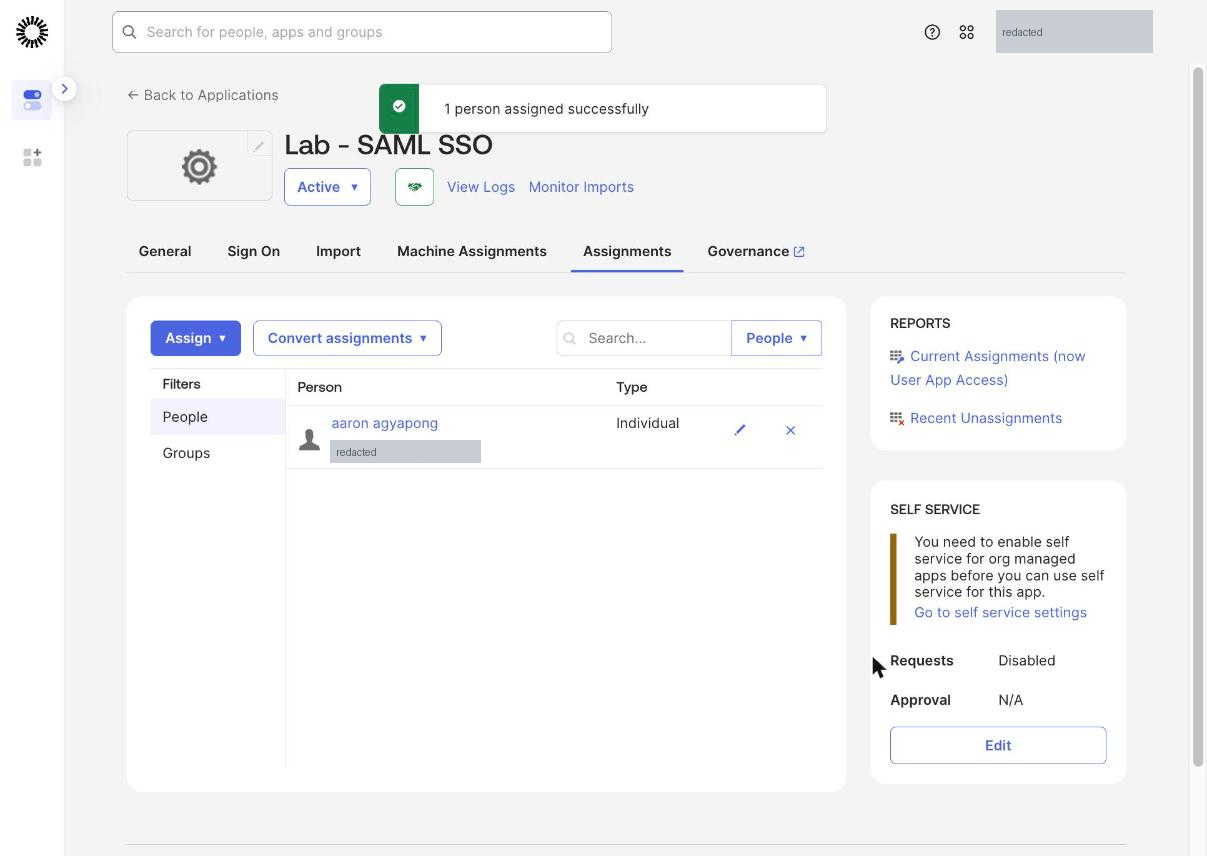 Search for people, apps and groups
redacted
← Back to Applications
1 person assigned successfully
Lab - SAML SSO
Active ▼
View Logs
Monitor Imports
General
Sign On
Import
Machine Assignments
Assignments
Governance
Assign ▼
Convert assignments ▼
Search...
People ▼
Filters
People
Groups
Person
Type
aaron agyapong
Individual
redacted
REPORTS
Current Assignments (now
User App Access)
Recent Unassignments
SELF SERVICE
You need to enable self
service for org managed
apps before you can use self
service for this app.
Go to self service settings
Requests Disabled
Approval N/A
Edit